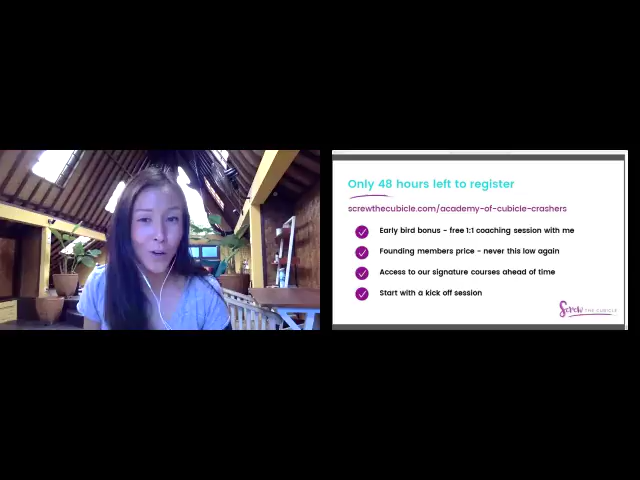 Only 48 hours left to register
screwthecubicle.com/academy-of-cubicle-crashers
Early bird bonus - free 1:1 coaching session with me
Founding members price - never this low again
Access to our signature courses ahead of time
Start with a kick off session
Screw THE CUBICLE